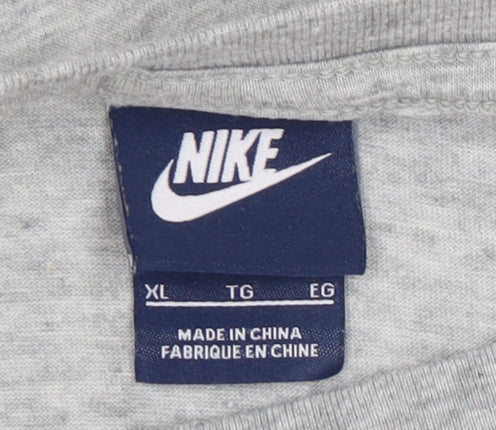 NIKE
XL TG EG
MADE IN CHINA
FABRIQUE EN CHINE